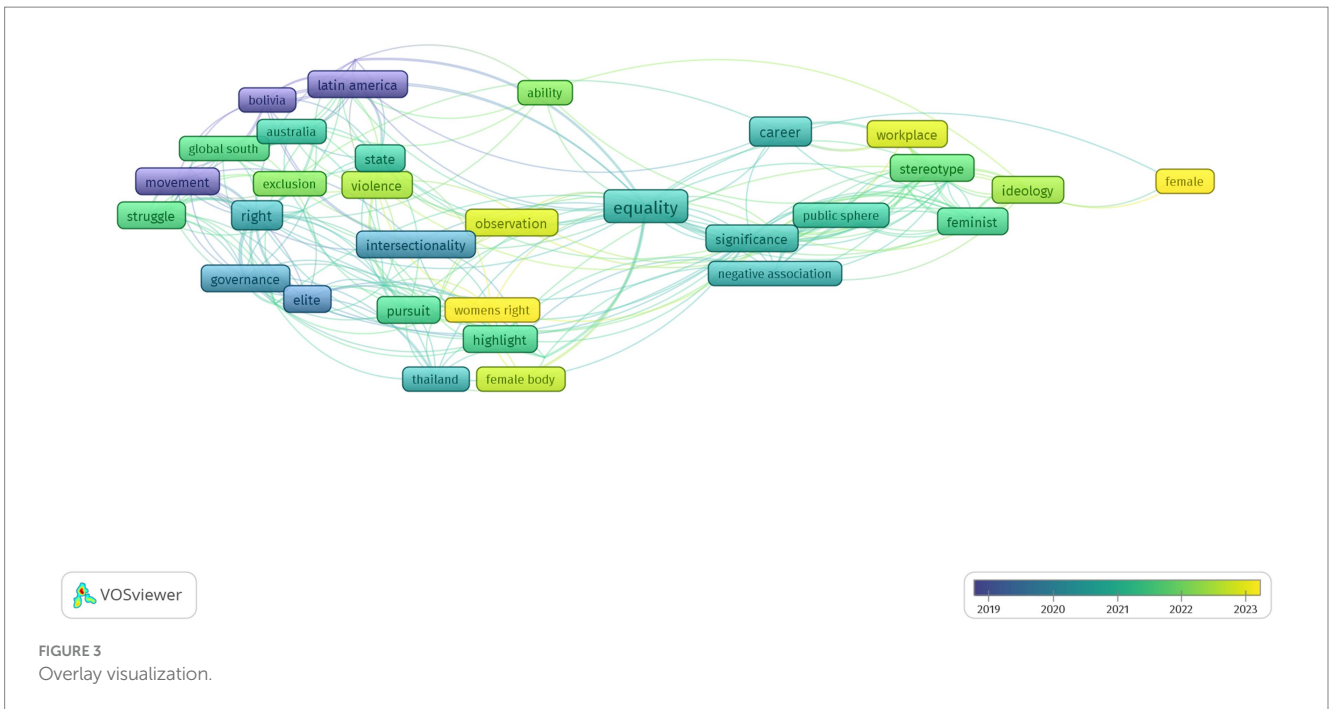 latin america
bolivia
ability
australia
career
workplace
global south
state
stereotype
movement
exclusion
violence
female
ideology
struggle
right
equality
public sphere
observation
feminist
intersectionality
significance
governance
negative association
elite
pursuit
womens right
highlight
thailand
female body
VOSviewer
2019 2020 2021 2022 2023
FIGURE 3
Overlay visualization.